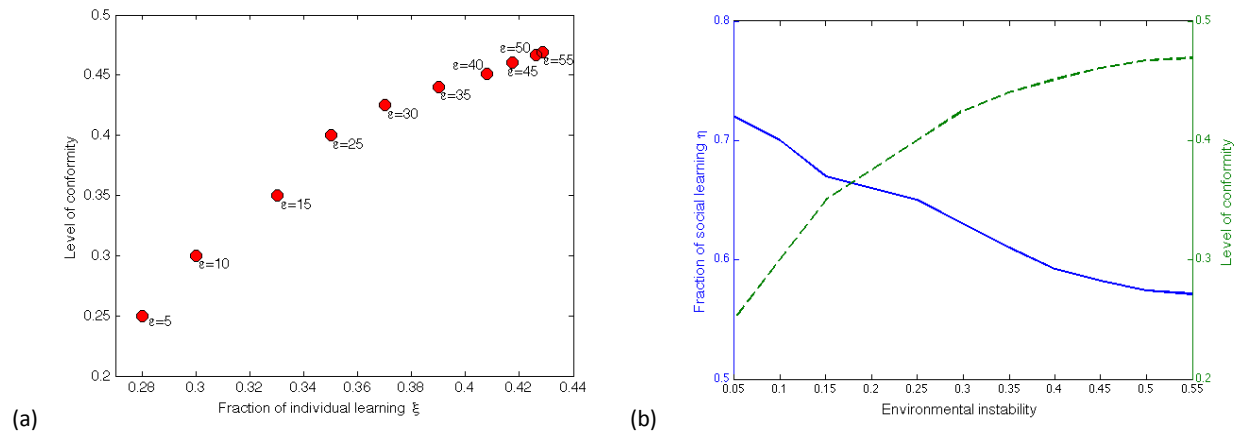 0.5
0.45
0.4
0.35
0.3
0.25
0.2
Level of conformity
ε=5
ε=10
ε=15
ε=25
ε=30
ε=35
ε=40
ε=45
ε=50
ε=55
0.28 0.3 0.32 0.34 0.36 0.38 0.4 0.42 0.44
Fraction of individual learning ξ
(a)
0.8
0.7
0.6
0.5
Fraction of social learning η
0.5
0.4
0.3
0.2
Level of conformity
0.05 0.1 0.15 0.2 0.25 0.3 0.35 0.4 0.45 0.5 0.55
Environmental instability
(b)